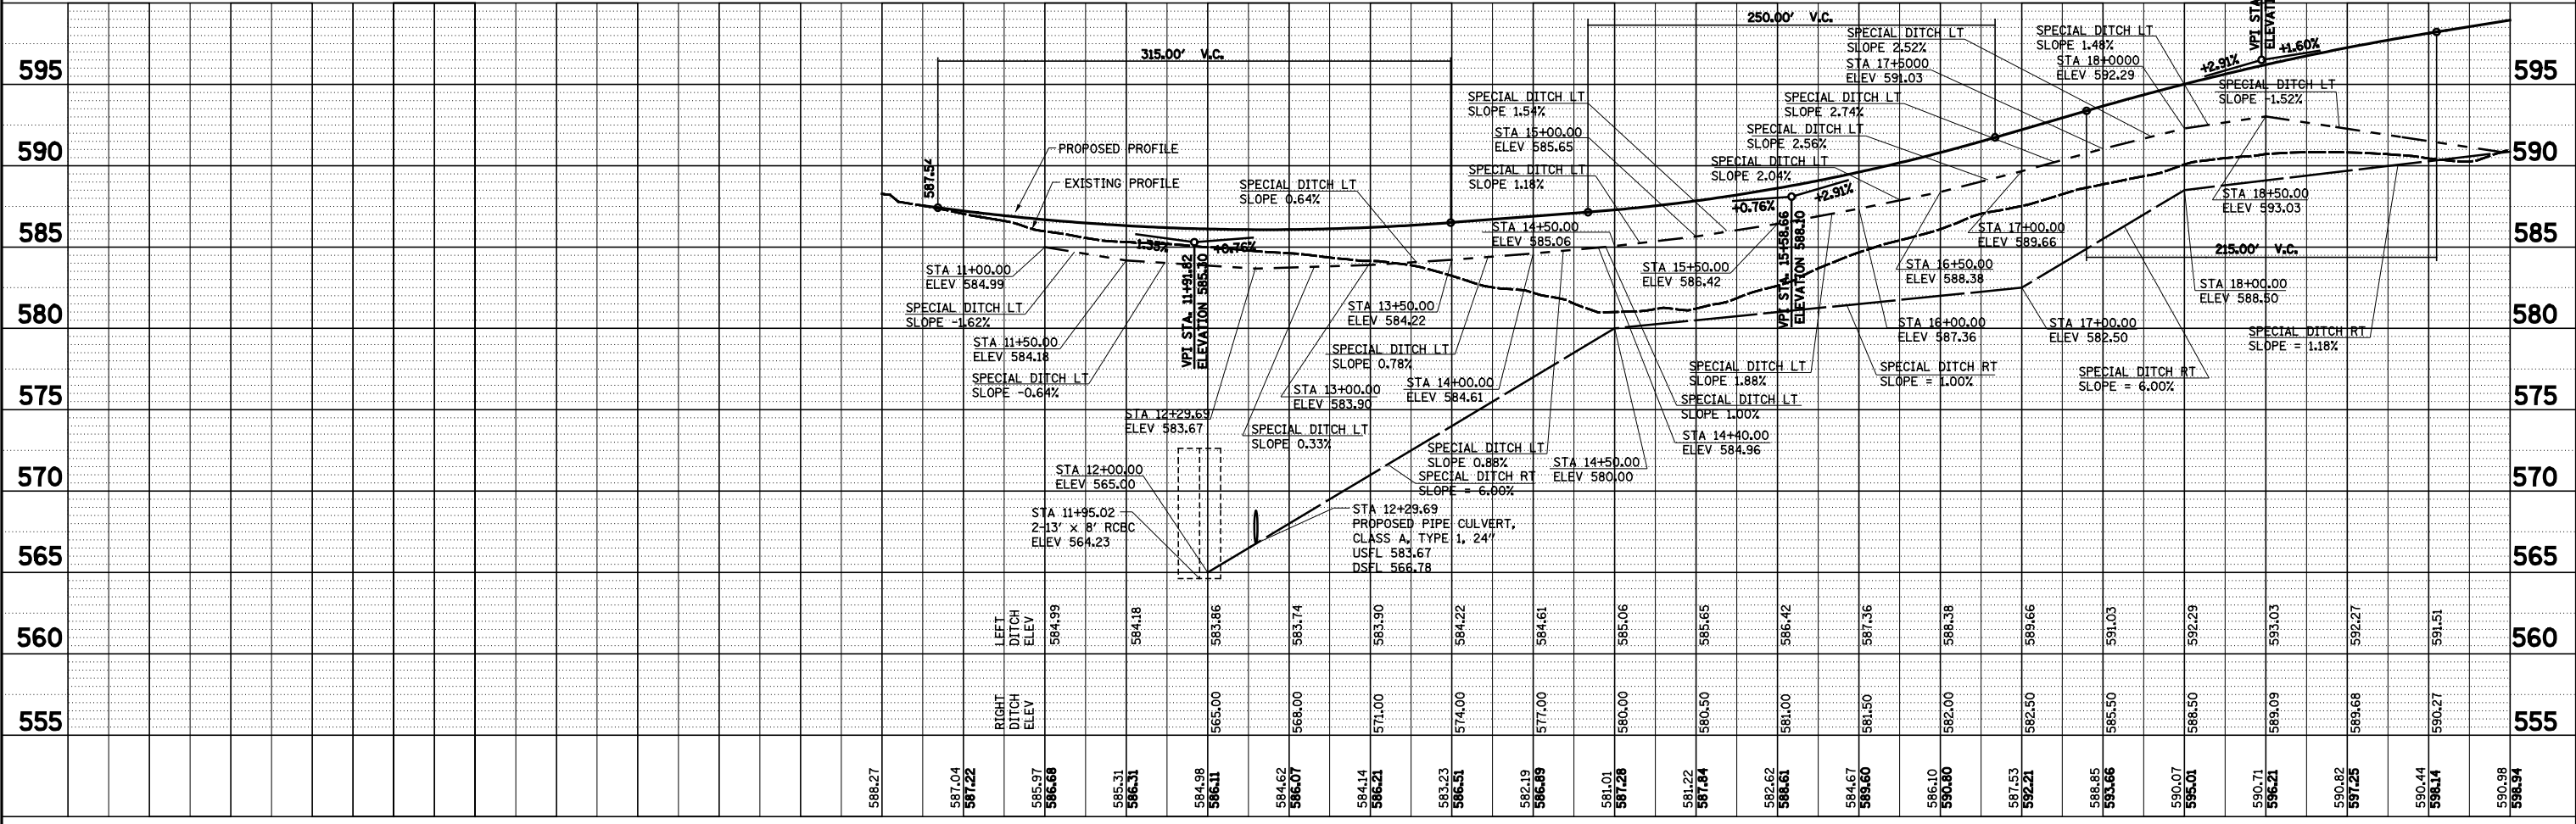 250.00' V.C.
315.00' V.C.
VPI STA
ELEVATION
+2.91%
+1.60%
SPECIAL DITCH LT
SLOPE 2.52%
STA 17+5000
ELEV 591.03
SPECIAL DITCH LT
SLOPE 1.48%
STA 18+0000
ELEV 592.29
SPECIAL DITCH LT
SLOPE -1.52%
595
595
SPECIAL DITCH LT
SLOPE 1.54%
STA 15+00.00
ELEV 585.65
SPECIAL DITCH LT
SLOPE 1.18%
SPECIAL DITCH LT
SLOPE 2.74%
SPECIAL DITCH LT
SLOPE 2.56%
SPECIAL DITCH LT
SLOPE 2.04%
590
590
587.54
PROPOSED PROFILE
EXISTING PROFILE
SPECIAL DITCH LT
SLOPE 0.64%
+0.76%
+2.91%
VPI STA. 15+58.66
ELEVATION 588.10
STA 18+50.00
ELEV 593.03
585
585
1.35%
+0.76%
VPI STA. 11+91.82
ELEVATION 585.30
STA 14+50.00
ELEV 585.06
STA 17+00.00
ELEV 589.66
215.00' V.C.
STA 11+00.00
ELEV 584.99
STA 15+50.00
ELEV 586.42
STA 16+50.00
ELEV 588.38
STA 18+00.00
ELEV 588.50
SPECIAL DITCH LT
SLOPE -1.62%
STA 13+50.00
ELEV 584.22
580
580
STA 16+00.00
ELEV 587.36
STA 17+00.00
ELEV 582.50
SPECIAL DITCH RT
SLOPE = 1.18%
STA 11+50.00
ELEV 584.18
SPECIAL DITCH LT
SLOPE 0.78%
SPECIAL DITCH LT
SLOPE 1.88%
SPECIAL DITCH RT
SLOPE = 1.00%
SPECIAL DITCH RT
SLOPE = 6.00%
SPECIAL DITCH LT
SLOPE -0.64%
STA 13+00.00
ELEV 583.90
STA 14+00.00
ELEV 584.61
575
575
SPECIAL DITCH LT
SLOPE 1.00%
STA 12+29.69
ELEV 583.67
SPECIAL DITCH LT
SLOPE 0.33%
STA 14+40.00
ELEV 584.96
SPECIAL DITCH LT
SLOPE 0.88%
STA 14+50.00
ELEV 580.00
570
570
STA 12+00.00
ELEV 565.00
SPECIAL DITCH RT
SLOPE = 6.00%
STA 11+95.02
2-13' x 8' RCBC
ELEV 564.23
STA 12+29.69
PROPOSED PIPE CULVERT,
CLASS A, TYPE 1, 24"
USFL 583.67
DSFL 566.78
565
565
560
LEFT
DITCH
ELEV
584.99
584.18
583.86
583.74
583.90
584.22
584.61
585.06
585.65
586.42
587.36
588.38
589.66
591.03
592.29
593.03
592.27
591.51
560
555
RIGHT
DITCH
ELEV
565.00
568.00
571.00
574.00
577.00
580.00
580.50
581.00
581.50
582.00
582.50
585.50
588.50
589.09
589.68
590.27
555
588.27
587.04
587.22
585.97
586.68
585.31
586.31
584.98
586.11
584.62
586.07
584.14
586.21
583.23
586.51
582.19
586.89
581.01
587.28
581.22
587.84
582.62
588.61
584.67
589.60
586.10
590.80
587.53
592.21
588.85
593.66
590.07
595.01
590.71
596.21
590.82
597.25
590.44
598.14
590.98
598.94